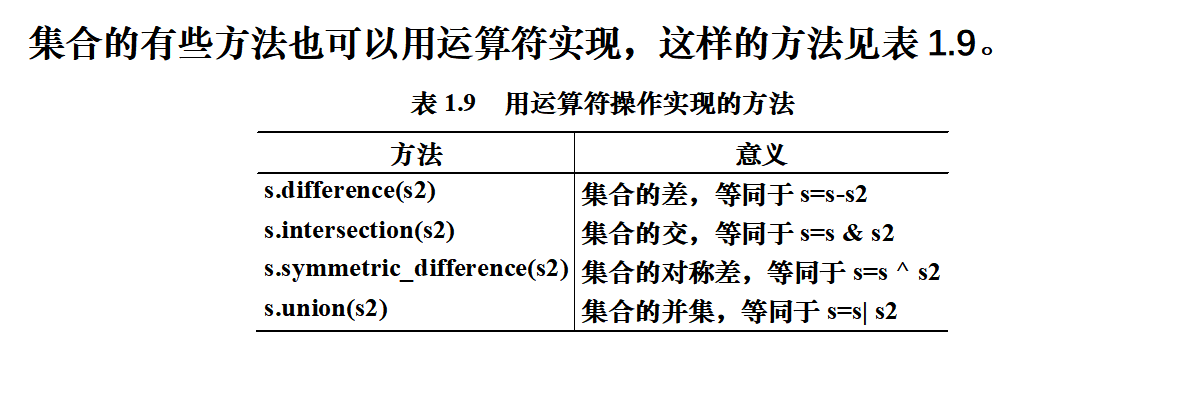 集合的有些方法也可以用运算符实现，这样的方法见表 1.9。
表 1.9 用运算符操作实现的方法
方法 意义
s.difference(s2) 集合的差，等同于 s=s-s2
s.intersection(s2) 集合的交，等同于 s=s & s2
s.symmetric_difference(s2) 集合的对称差，等同于 s=s ^ s2
s.union(s2) 集合的并集，等同于 s=s| s2